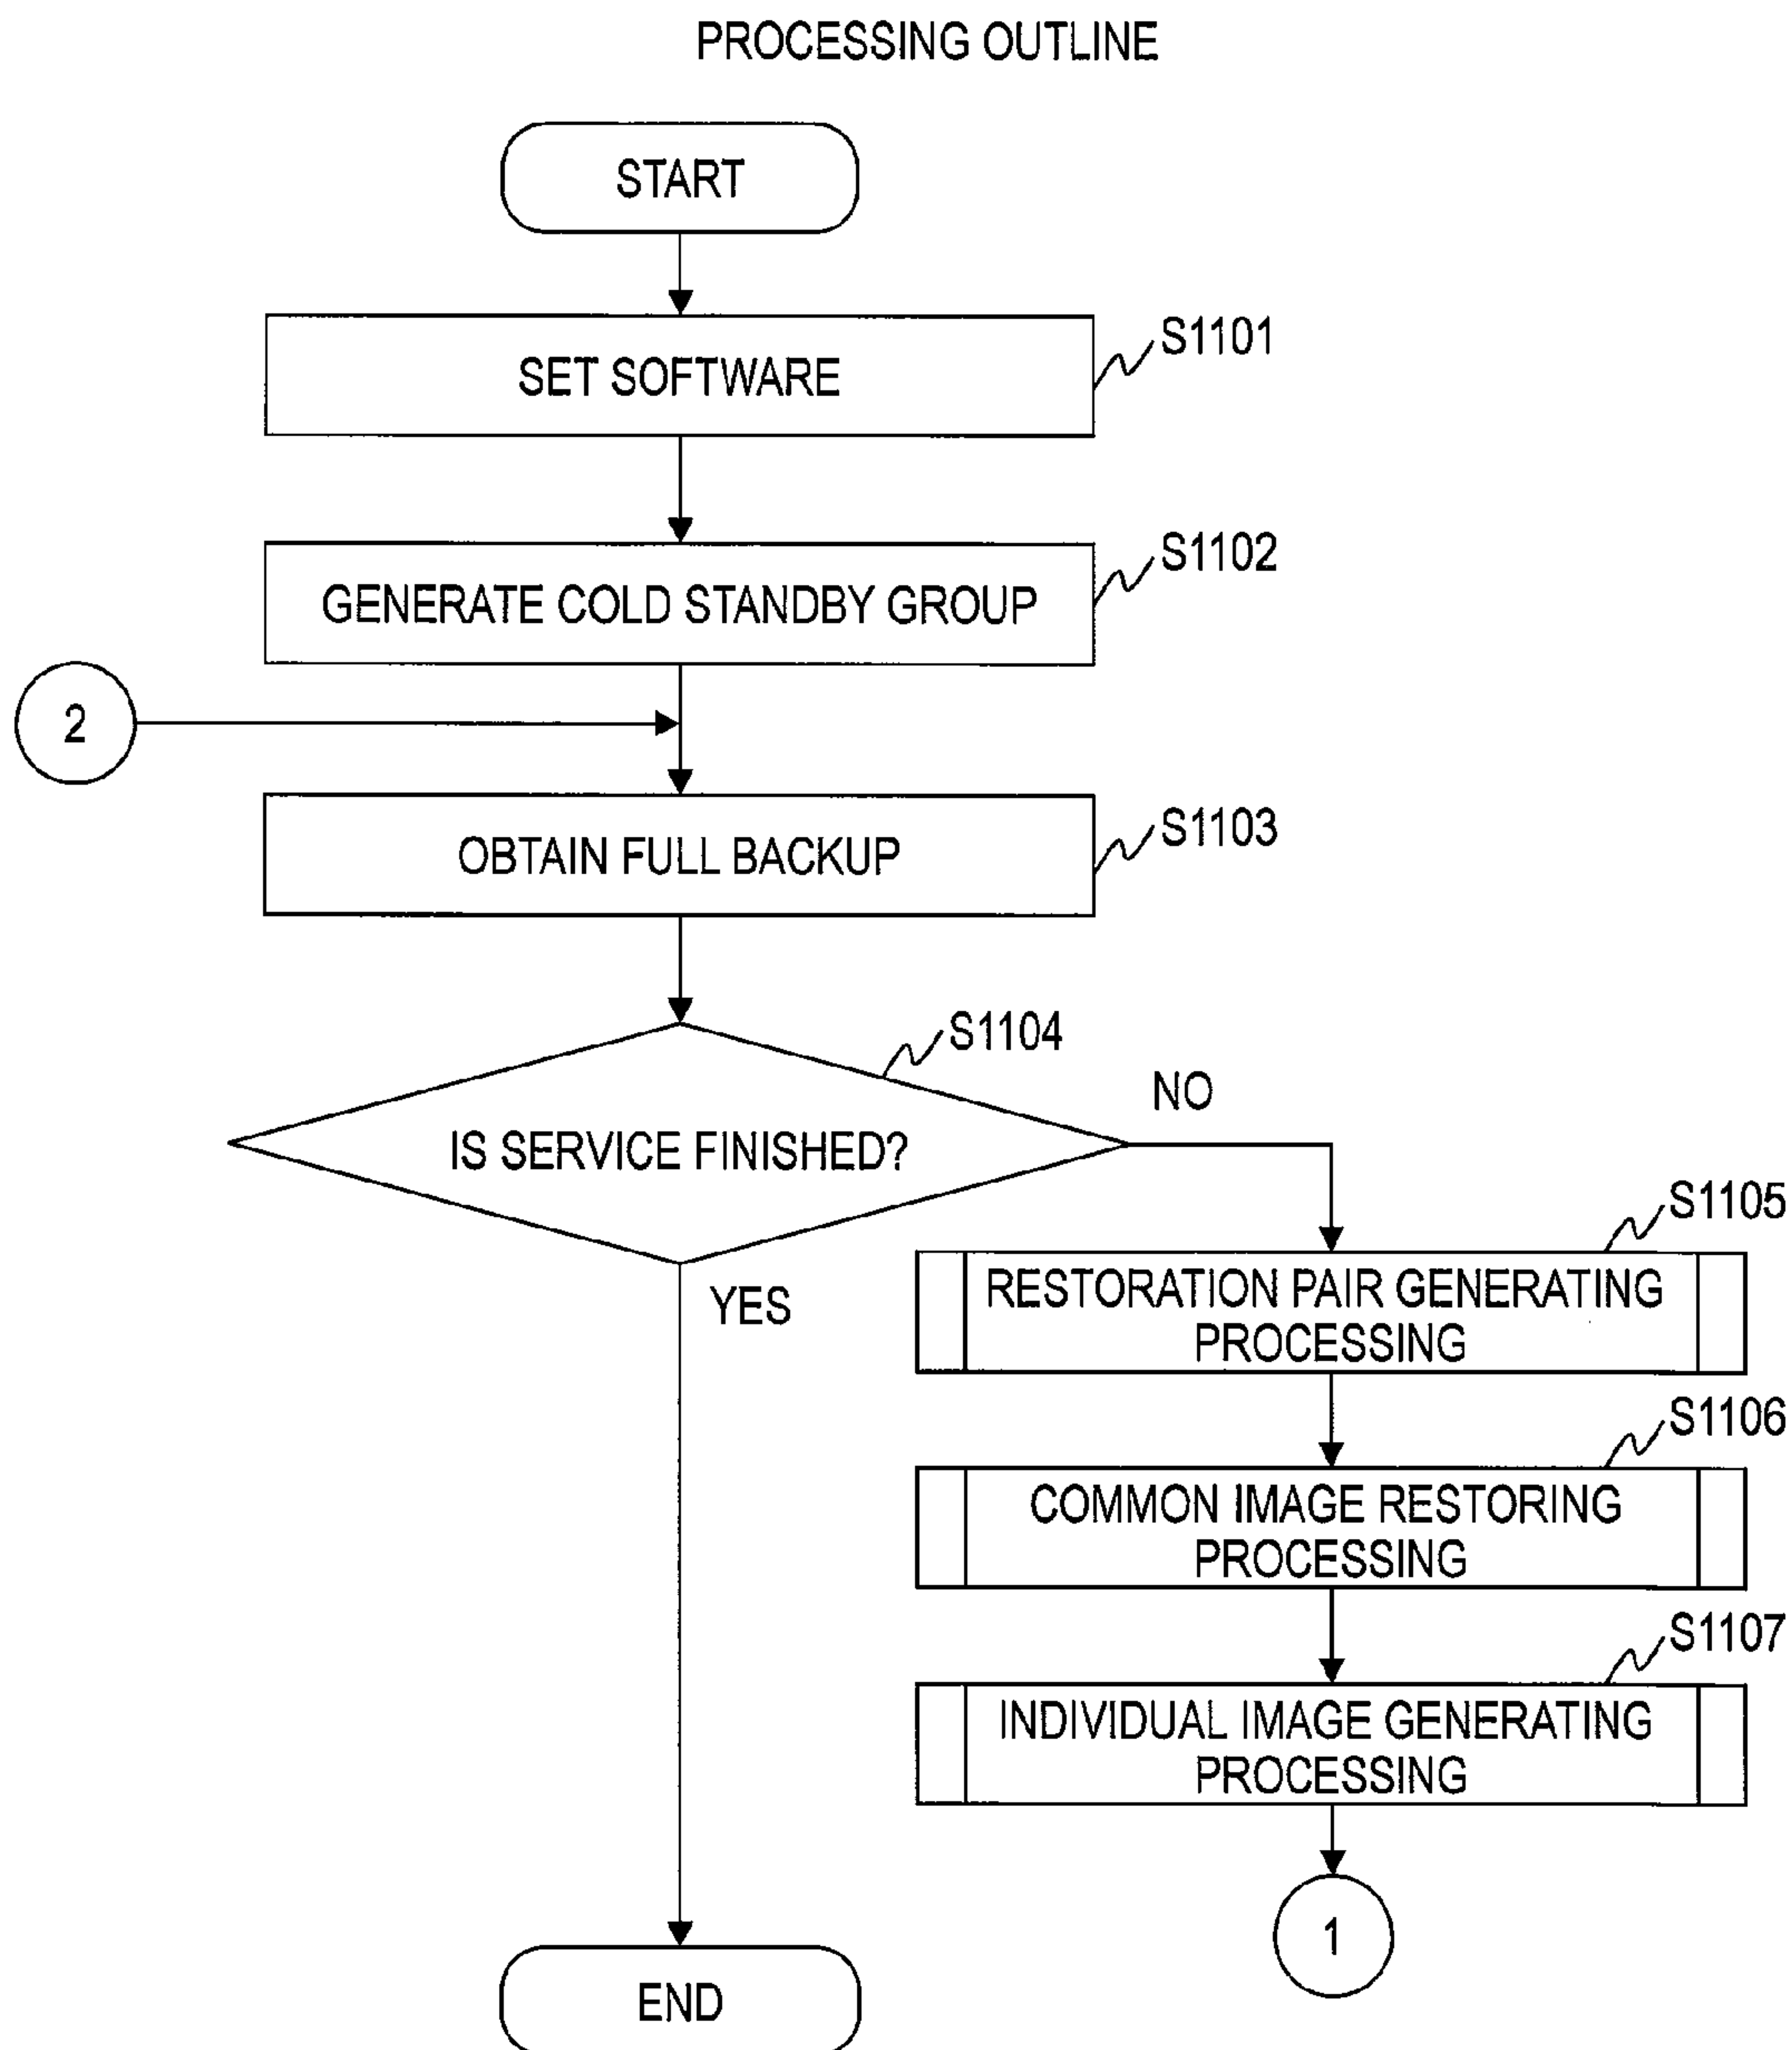 PROCESSING OUTLINE
START
SET SOFTWARE
S1101
GENERATE COLD STANDBY GROUP
S1102
2
OBTAIN FULL BACKUP
S1103
IS SERVICE FINISHED?
S1104
NO
YES
RESTORATION PAIR GENERATING
PROCESSING
S1105
COMMON IMAGE RESTORING
PROCESSING
S1106
INDIVIDUAL IMAGE GENERATING
PROCESSING
S1107
1
END